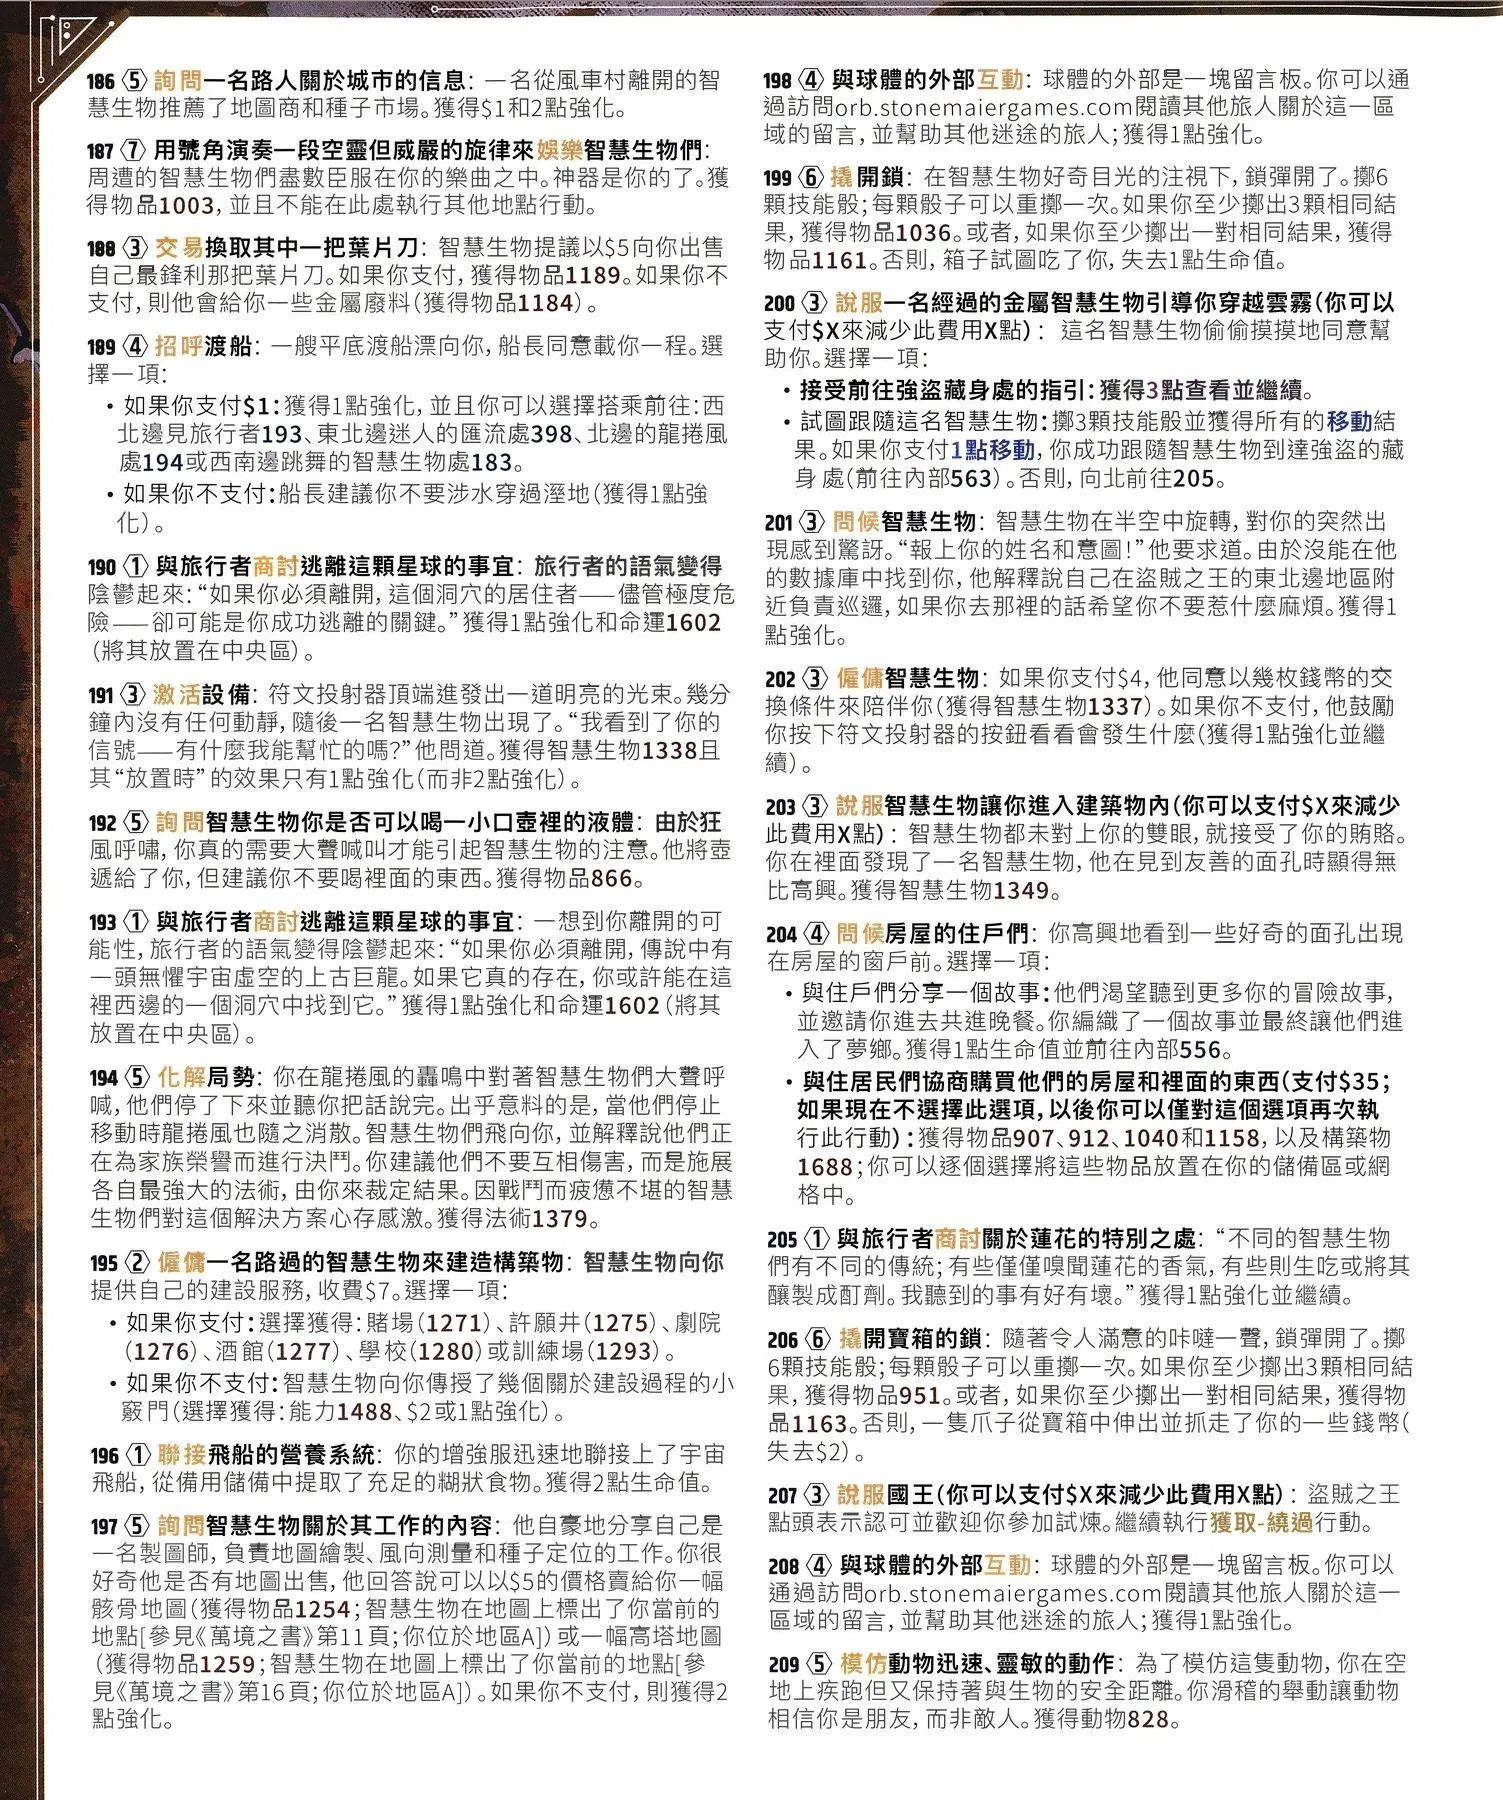 186 ⑤ 詢問一名路人關於城市的信息：一名從風車村離開的智
慧生物推薦了地圖商和種子市場。獲得$1和2點強化。
187 ⑦ 用號角演奏一段空靈但威嚴的旋律來娛樂智慧生物們：
周遭的智慧生物們盡數臣服在你的樂曲之中。神器是你的了。獲
得物品1003，並且不能在此處執行其他地點行動。
188 ③ 交易換取其中一把葉片刀：智慧生物提議以$5向你出售
自己最鋒利那把葉片刀。如果你支付，獲得物品1189。如果你不
支付，則他會給你一些金屬廢料（獲得物品1184）。
189 ④ 招呼渡船：一艘平底渡船漂向你，船長同意載你一程。選
擇一項：
• 如果你支付$1：獲得1點強化，並且你可以選擇搭乘前往：西
北邊見旅行者193、東北邊迷人的匯流處398、北邊的龍捲風
處194或西南邊跳舞的智慧生物處183。
• 如果你不支付：船長建議你不要涉水穿過溼地（獲得1點強
化）。
190 ① 與旅行者商討逃離這顆星球的事宜：旅行者的語氣變得
陰鬱起來：“如果你必須離開，這個洞穴的居住者——儘管極度危
險——卻可能是你成功逃離的關鍵。”獲得1點強化和命運1602
（將其放置在中央區）。
191 ③ 激活設備：符文投射器頂端迸發出一道明亮的光束。幾分
鐘內沒有任何動靜，隨後一名智慧生物出現了。“我看到了你的
信號——有什麼我能幫忙的嗎？”他問道。獲得智慧生物1338且
其“放置時”的效果只有1點強化（而非2點強化）。
192 ⑤ 詢問智慧生物你是否可以喝一小口壺裡的液體：由於狂
風呼嘯，你真的需要大聲喊叫才能引起智慧生物的注意。他將壺
遞給了你，但建議你不要喝裡面的東西。獲得物品866。
193 ① 與旅行者商討逃離這顆星球的事宜：一想到你離開的可
能性，旅行者的語氣變得陰鬱起來：“如果你必須離開，傳說中有
一頭無懼宇宙虛空的上古巨龍。如果它真的存在，你或許能在這
裡西邊的一個洞穴中找到它。”獲得1點強化和命運1602（將其
放置在中央區）。
194 ⑤ 化解局勢：你在龍捲風的轟鳴中對著智慧生物們大聲呼
喊，他們停了下來並聽你把話說完。出乎意料的是，當他們停止
移動時龍捲風也隨之消散。智慧生物們飛向你，並解釋說他們正
在為家族榮譽而進行決鬥。你建議他們不要互相傷害，而是施展
各自最強大的法術，由你來裁定結果。因戰鬥而疲憊不堪的智慧
生物們對這個解決方案心存感激。獲得法術1379。
195 ② 僱傭一名路過的智慧生物來建造構築物：智慧生物向你
提供自己的建設服務，收費$7。選擇一項：
• 如果你支付：選擇獲得：賭場（1271）、許願井（1275）、劇院
（1276）、酒館（1277）、學校（1280）或訓練場（1293）。
• 如果你不支付：智慧生物向你傳授了幾個關於建設過程的小
竅門（選擇獲得：能力1488、$2或1點強化）。
196 ① 聯接飛船的營養系統：你的增強服迅速地聯接上了宇宙
飛船，從備用儲備中提取了充足的糊狀食物。獲得2點生命值。
197 ⑤ 詢問智慧生物關於其工作的內容：他自豪地分享自己是
一名製圖師，負責地圖繪製、風向測量和種子定位的工作。你很
好奇他是否有地圖出售，他回答說可以以$5的價格賣給你一幅
骸骨地圖（獲得物品1254；智慧生物在地圖上標出了你當前的
地點[參見《萬境之書》第11頁；你位於地區A]）或一幅高塔地圖
（獲得物品1259；智慧生物在地圖上標出了你當前的地點[參
見《萬境之書》第16頁；你位於地區A]）。如果你不支付，則獲得2
點強化。
198 ④ 與球體的外部互動：球體的外部是一塊留言板。你可以通
過訪問orb.stonemaiergames.com閱讀其他旅人關於這一區
域的留言，並幫助其他迷途的旅人；獲得1點強化。
199 ⑥ 撬開鎖：在智慧生物好奇目光的注視下，鎖彈開了。擲6
顆技能骰；每顆骰子可以重擲一次。如果你至少擲出3顆相同結
果，獲得物品1036。或者，如果你至少擲出一對相同結果，獲得
物品1161。否則，箱子試圖吃了你，失去1點生命值。
200 ③ 說服一名經過的金屬智慧生物引導你穿越雲霧（你可以
支付$X來減少此費用X點）：這名智慧生物偷偷摸摸地同意幫
助你。選擇一項：
• 接受前往強盜藏身處的指引：獲得3點查看並繼續。
• 試圖跟隨這名智慧生物：擲3顆技能骰並獲得所有的移動結
果。如果你支付1點移動，你成功跟隨智慧生物到達強盜的藏
身處（前往內部563）。否則，向北前往205。
201 ③ 問候智慧生物：智慧生物在半空中旋轉，對你的突然出
現感到驚訝。“報上你的姓名和意圖！”他要求道。由於沒能在他
的數據庫中找到你，他解釋說自己在盜賊之王的東北邊地區附
近負責巡邏，如果你去那裡的話希望你不要惹什麼麻煩。獲得1
點強化。
202 ③ 僱傭智慧生物：如果你支付$4，他同意以幾枚錢幣的交
換條件來陪伴你（獲得智慧生物1337）。如果你不支付，他鼓勵
你按下符文投射器的按鈕看看會發生什麼（獲得1點強化並繼
續）。
203 ③ 說服智慧生物讓你進入建築物內（你可以支付$X來減少
此費用X點）：智慧生物都未對上你的雙眼，就接受了你的賄賂。
你在裡面發現了一名智慧生物，他在見到友善的面孔時顯得無
比高興。獲得智慧生物1349。
204 ④ 問候房屋的住戶們：你高興地看到一些好奇的面孔出現
在房屋的窗戶前。選擇一項：
• 與住戶們分享一個故事：他們渴望聽到更多你的冒險故事，
並邀請你進去共進晚餐。你編織了一個故事並最終讓他們進
入了夢鄉。獲得1點生命值並前往內部556。
• 與住居民們協商購買他們的房屋和裡面的東西（支付$35；
如果現在不選擇此選項，以後你可以僅對這個選項再次執
行此行動）：獲得物品907、912、1040和1158，以及構築物
1688；你可以逐個選擇將這些物品放置在你的儲備區或網
格中。
205 ① 與旅行者商討關於蓮花的特別之處：“不同的智慧生物
們有不同的傳統；有些僅僅嗅聞蓮花的香氣，有些則生吃或將其
釀製成酊劑。我聽到的事有好有壞。”獲得1點強化並繼續。
206 ⑥ 撬開寶箱的鎖：隨著令人滿意的咔噠一聲，鎖彈開了。擲
6顆技能骰；每顆骰子可以重擲一次。如果你至少擲出3顆相同結
果，獲得物品951。或者，如果你至少擲出一對相同結果，獲得物
品1163。否則，一隻爪子從寶箱中伸出並抓走了你的一些錢幣（
失去$2）。
207 ③ 說服國王（你可以支付$X來減少此費用X點）：盜賊之王
點頭表示認可並歡迎你參加試煉。繼續執行獲取-繞過行動。
208 ④ 與球體的外部互動：球體的外部是一塊留言板。你可以
通過訪問orb.stonemaiergames.com閱讀其他旅人關於這一
區域的留言，並幫助其他迷途的旅人；獲得1點強化。
209 ⑤ 模仿動物迅速、靈敏的動作：為了模仿這隻動物，你在空
地上疾跑但又保持著與生物的安全距離。你滑稽的舉動讓動物
相信你是朋友，而非敵人。獲得動物828。